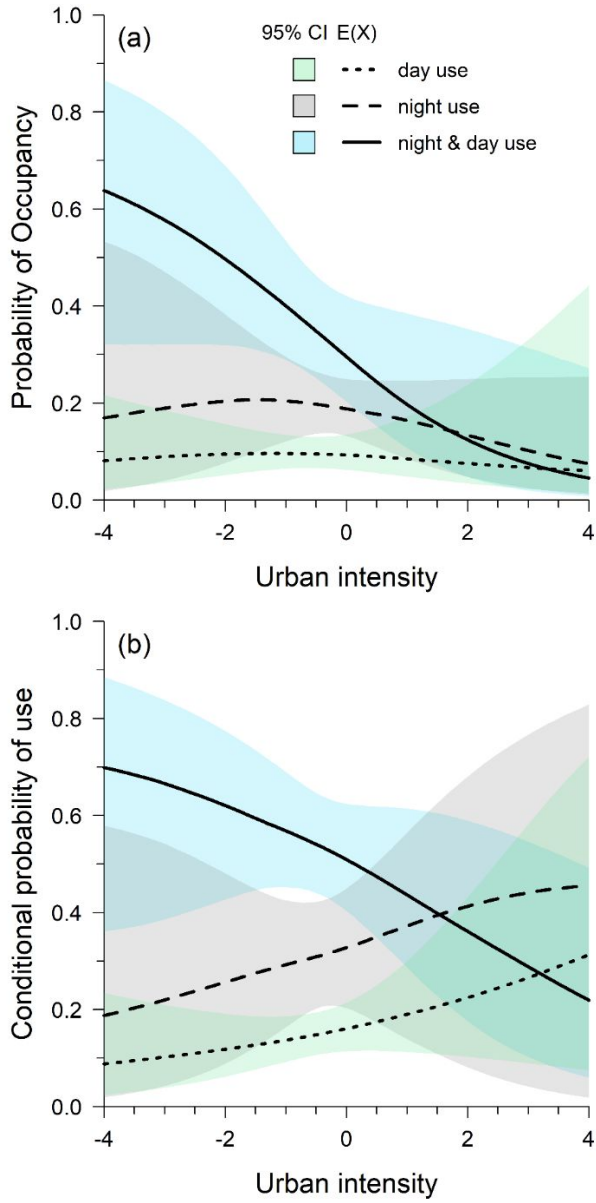 (a)
95% CI E(X)
day use
night use
night & day use
1.0
0.8
0.6
0.4
0.2
0.0
Probability of Occupancy
-4 -2 0 2 4
Urban intensity
(b)
1.0
0.8
0.6
0.4
0.2
0.0
Conditional probability of use
-4 -2 0 2 4
Urban intensity